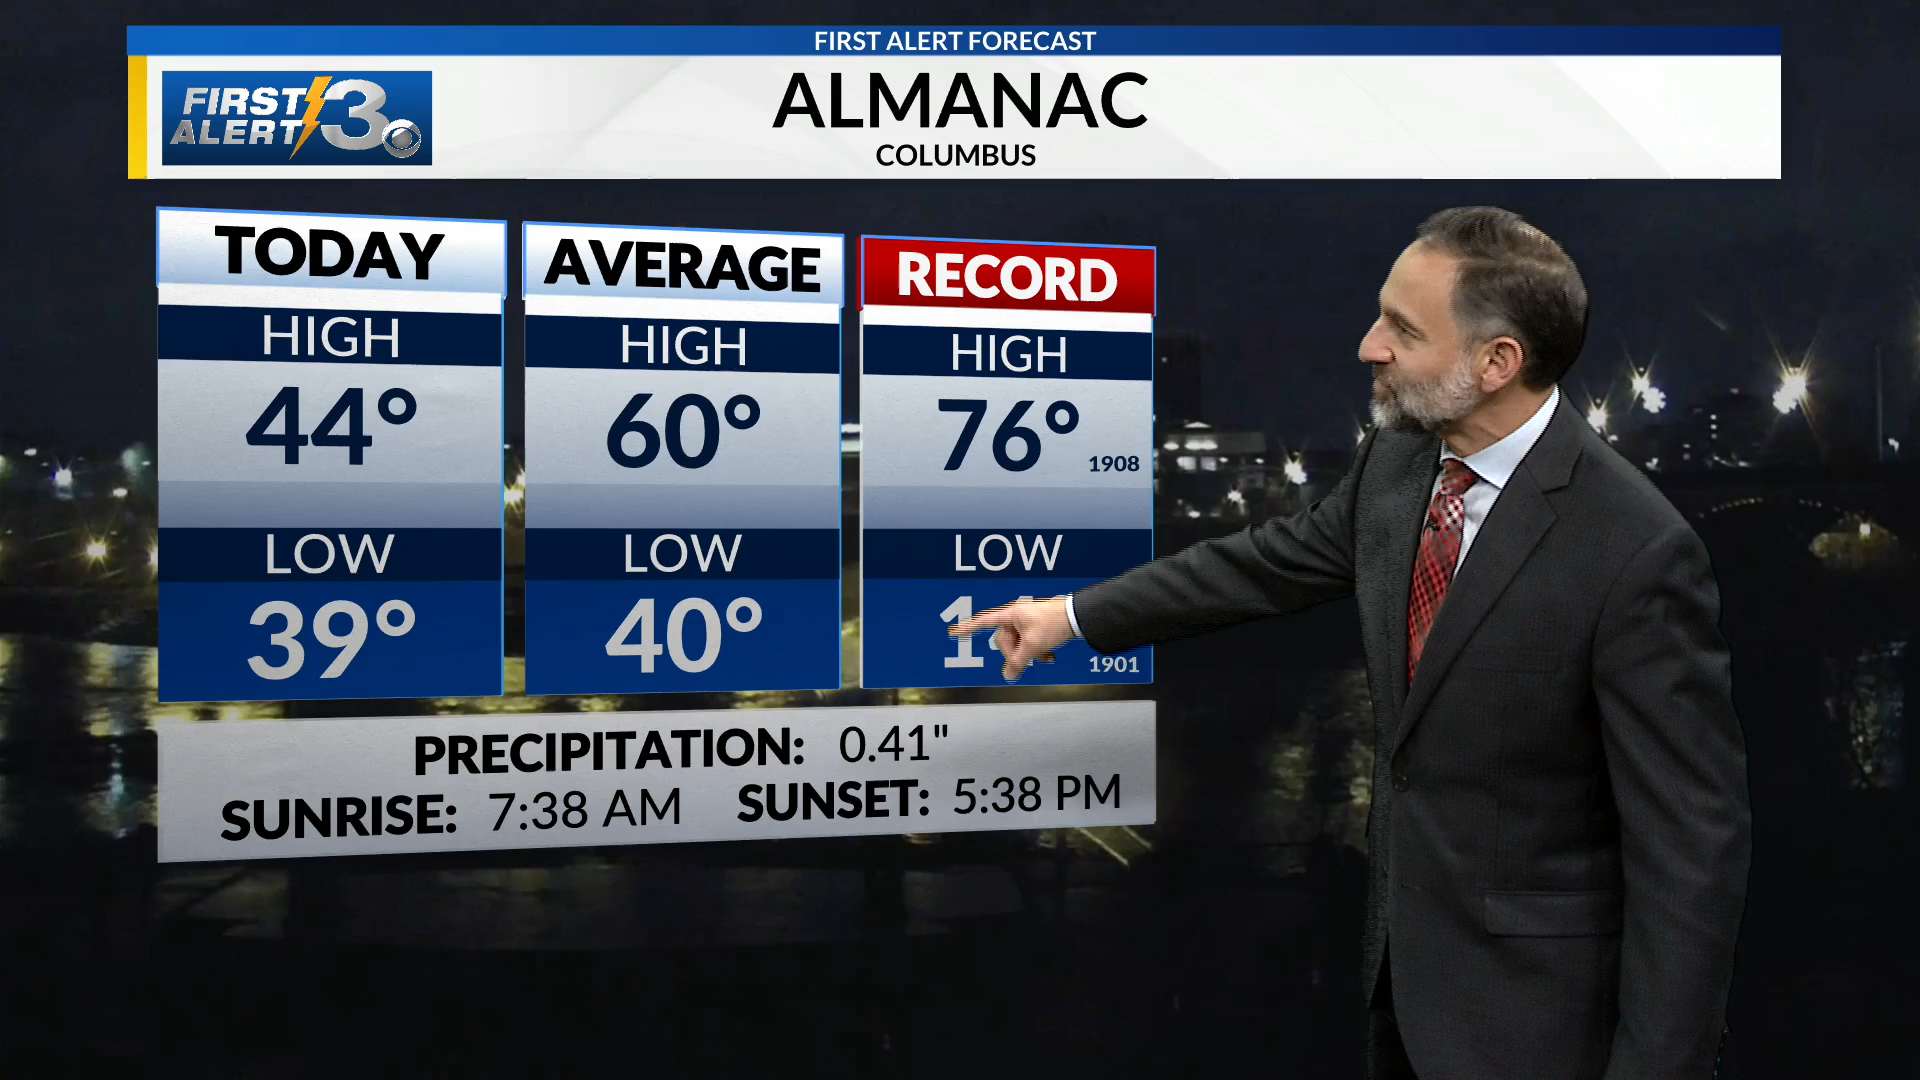 FIRST ALERT FORECAST
ALMANAC
COLUMBUS
FIRST
ALERT
3
TODAY
HIGH
44°
LOW
39°
AVERAGE
HIGH
60°
LOW
40°
RECORD
HIGH
76°
1908
LOW
1901
PRECIPITATION: 0.41"
SUNRISE: 7:38 AM SUNSET: 5:38 PM